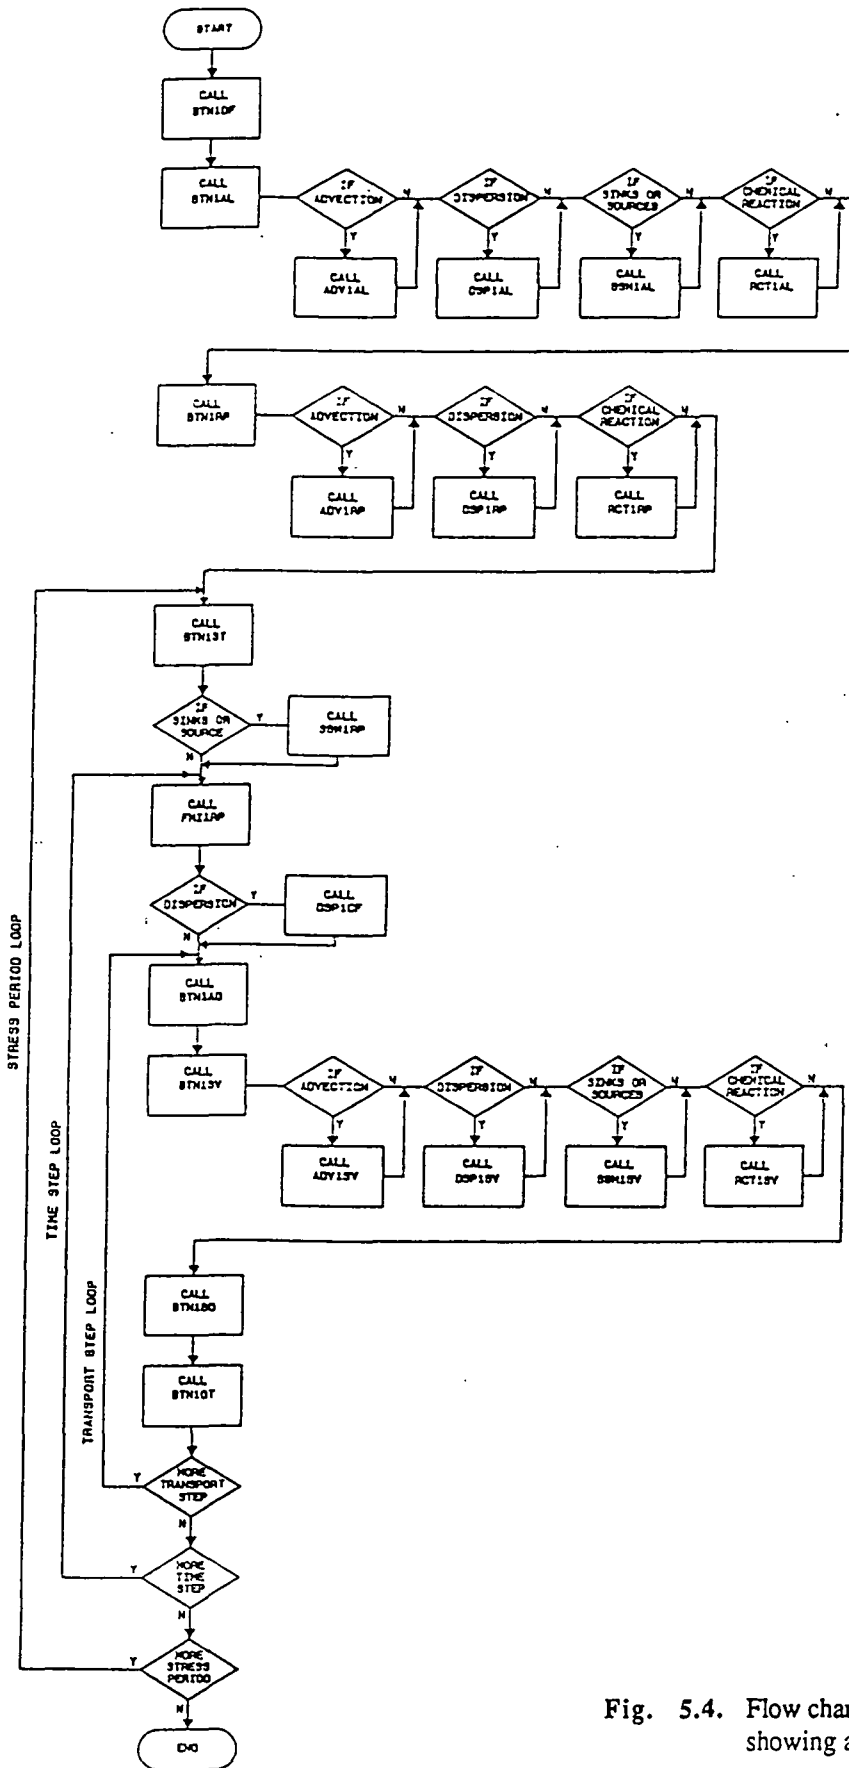 START
CALL
BTN1DF
CALL
BTN1AL
IF
ADVECTION
N
Y
CALL
ADV1AL
IF
DISPERSION
N
Y
CALL
DSP1AL
IF
SINKS OR
SOURCES
N
Y
CALL
SSM1AL
IF
CHEMICAL
REACTION
N
Y
CALL
RCT1AL
CALL
BTN1RP
IF
ADVECTION
N
Y
CALL
ADV1RP
IF
DISPERSION
N
Y
CALL
DSP1RP
IF
CHEMICAL
REACTION
N
Y
CALL
RCT1RP
CALL
BTN1ST
IF
SINKS OR
SOURCE
Y
N
CALL
SSM1RP
CALL
FMI1RP
IF
DISPERSION
Y
N
CALL
DSP1CF
CALL
BTN1AD
CALL
BTN1SV
IF
ADVECTION
N
Y
CALL
ADV1SV
IF
DISPERSION
N
Y
CALL
DSP1SV
IF
SINKS OR
SOURCES
N
Y
CALL
SSM1SV
IF
CHEMICAL
REACTION
N
Y
CALL
RCT1SV
CALL
BTN1BD
CALL
BTN1OT
MORE
TRANSPORT
STEP
Y
N
MORE
TIME
STEP
Y
N
MORE
STRESS
PERIOD
Y
N
END
STRESS PERIOD LOOP
TIME STEP LOOP
TRANSPORT STEP LOOP
Fig. 5.4. Flow char
showing a